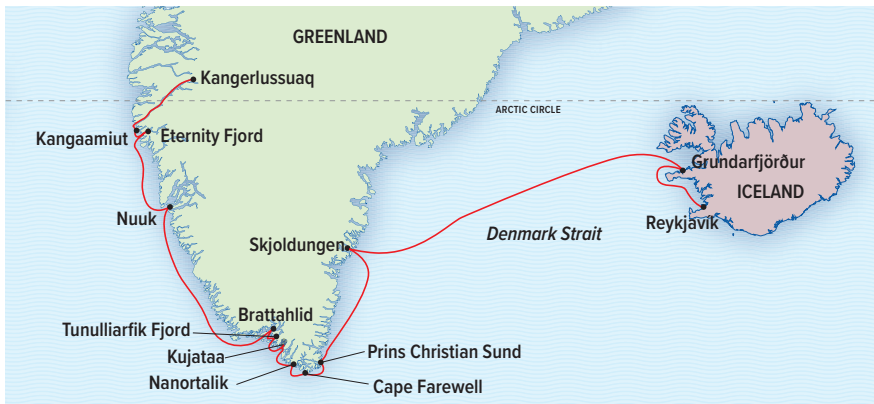 GREENLAND
Kangerlussuaq
ARCTIC CIRCLE
Kangaamiut
Eternity Fjord
Grundarfjörður
ICELAND
Nuuk
Reykjavik
Denmark Strait
Skjoldungen
Brattahlid
Tunulliarfik Fjord
Kujataa
Prins Christian Sund
Nanortalik
Cape Farewell